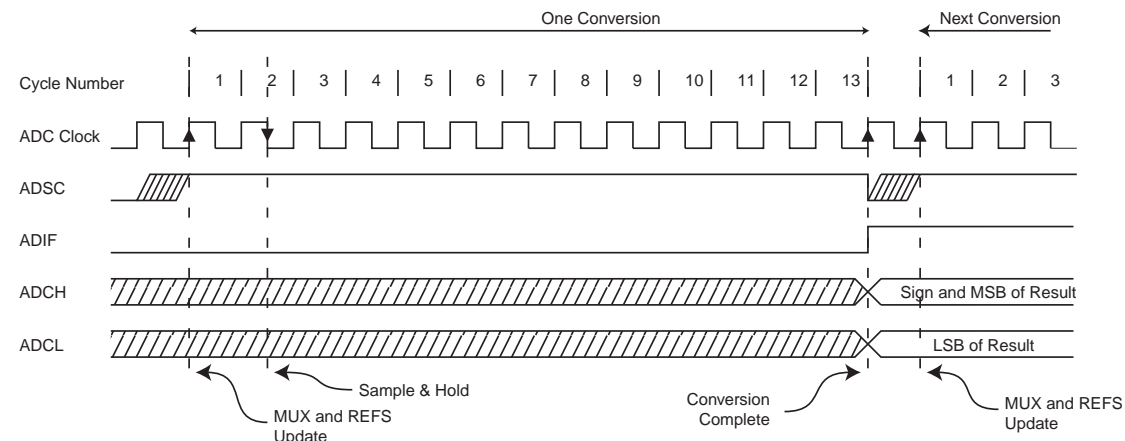 One Conversion
Next Conversion
Cycle Number 1 2 3 4 5 6 7 8 9 10 11 12 13 1 2 3
ADC Clock
ADSC
ADIF
ADCH
Sign and MSB of Result
ADCL
LSB of Result
MUX and REFS
Update
Sample & Hold
Conversion
Complete
MUX and REFS
Update